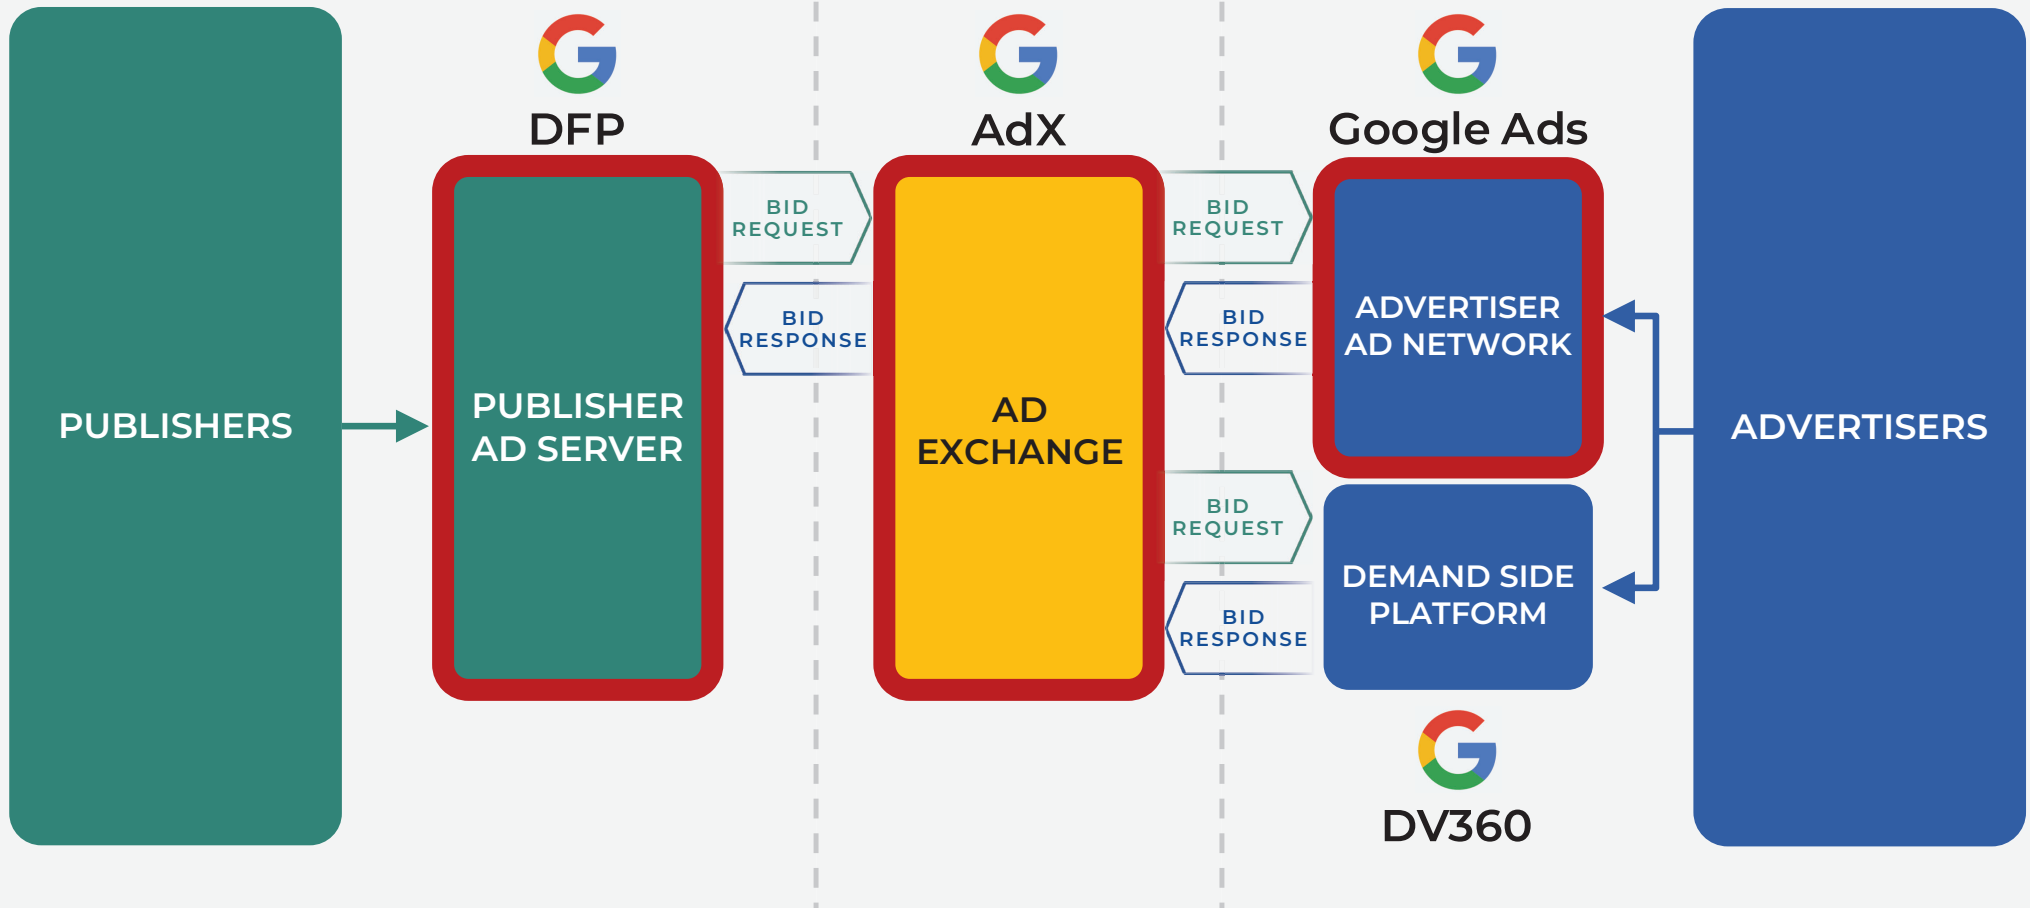 PUBLISHERS
DFP
PUBLISHER
AD SERVER
BID
REQUEST
BID
RESPONSE
AdX
AD
EXCHANGE
BID
REQUEST
BID
RESPONSE
BID
REQUEST
BID
RESPONSE
Google Ads
ADVERTISER
AD NETWORK
DEMAND SIDE
PLATFORM
DV360
ADVERTISERS